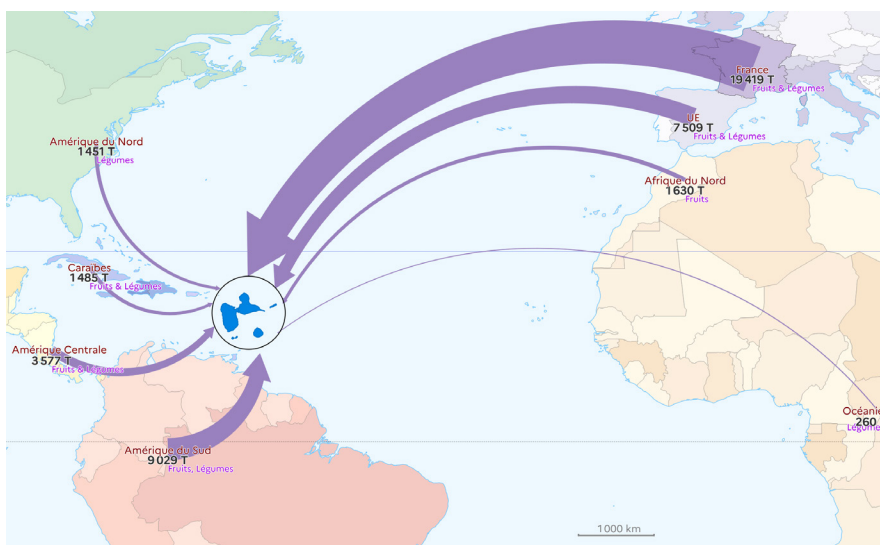 France
19 419 T
Fruits & Légumes
UE
7 509 T
Fruits & Légumes
Amérique du Nord
1 451 T
Légumes
Afrique du Nord
1 630 T
Fruits
Caraïbes
1 485 T
Fruits & Légumes
Amérique Centrale
3 577 T
Fruits & Légumes
Océanie
260
Légume
Amérique du Sud
9 029 T
Fruits, Légumes
1 000 km